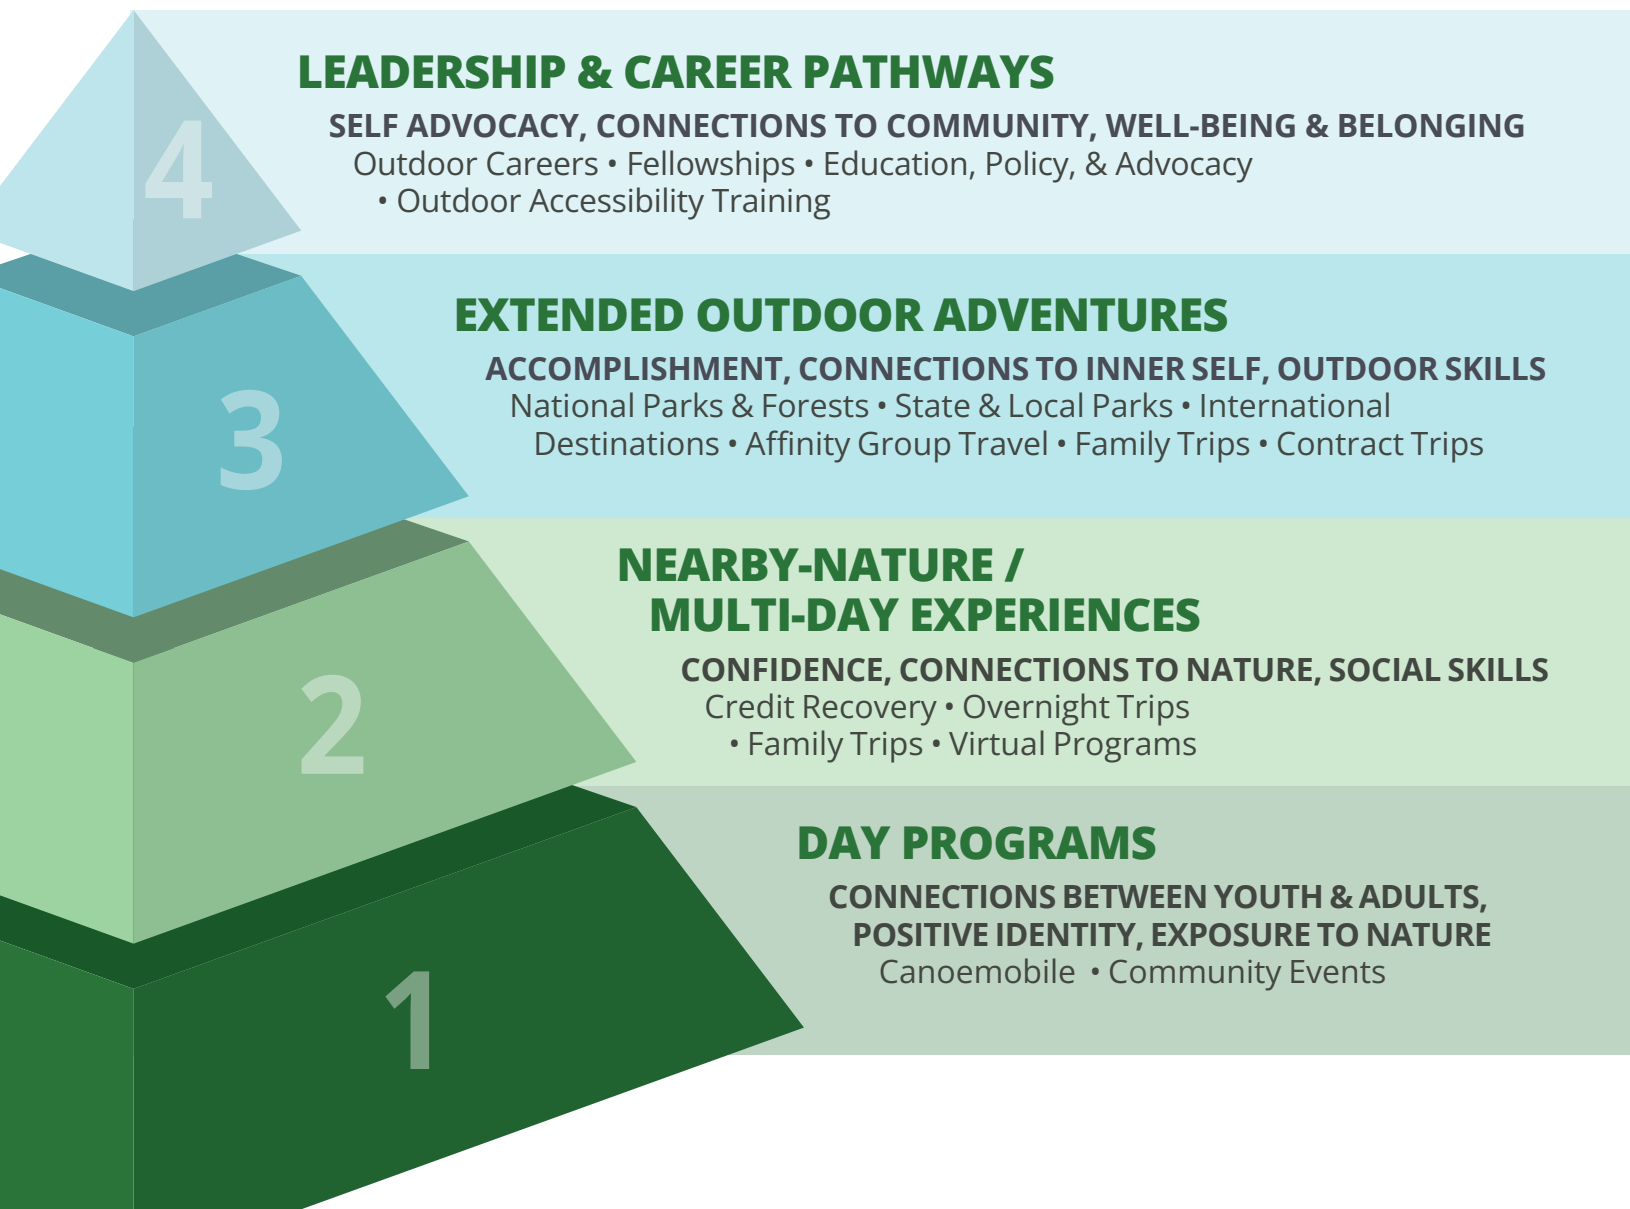 4
LEADERSHIP & CAREER PATHWAYS
SELF ADVOCACY, CONNECTIONS TO COMMUNITY, WELL-BEING & BELONGING
Outdoor Careers • Fellowships • Education, Policy, & Advocacy
• Outdoor Accessibility Training
3
EXTENDED OUTDOOR ADVENTURES
ACCOMPLISHMENT, CONNECTIONS TO INNER SELF, OUTDOOR SKILLS
National Parks & Forests • State & Local Parks • International
Destinations • Affinity Group Travel • Family Trips • Contract Trips
2
NEARBY-NATURE /
MULTI-DAY EXPERIENCES
CONFIDENCE, CONNECTIONS TO NATURE, SOCIAL SKILLS
Credit Recovery • Overnight Trips
• Family Trips • Virtual Programs
1
DAY PROGRAMS
CONNECTIONS BETWEEN YOUTH & ADULTS,
POSITIVE IDENTITY, EXPOSURE TO NATURE
Canoemobile • Community Events